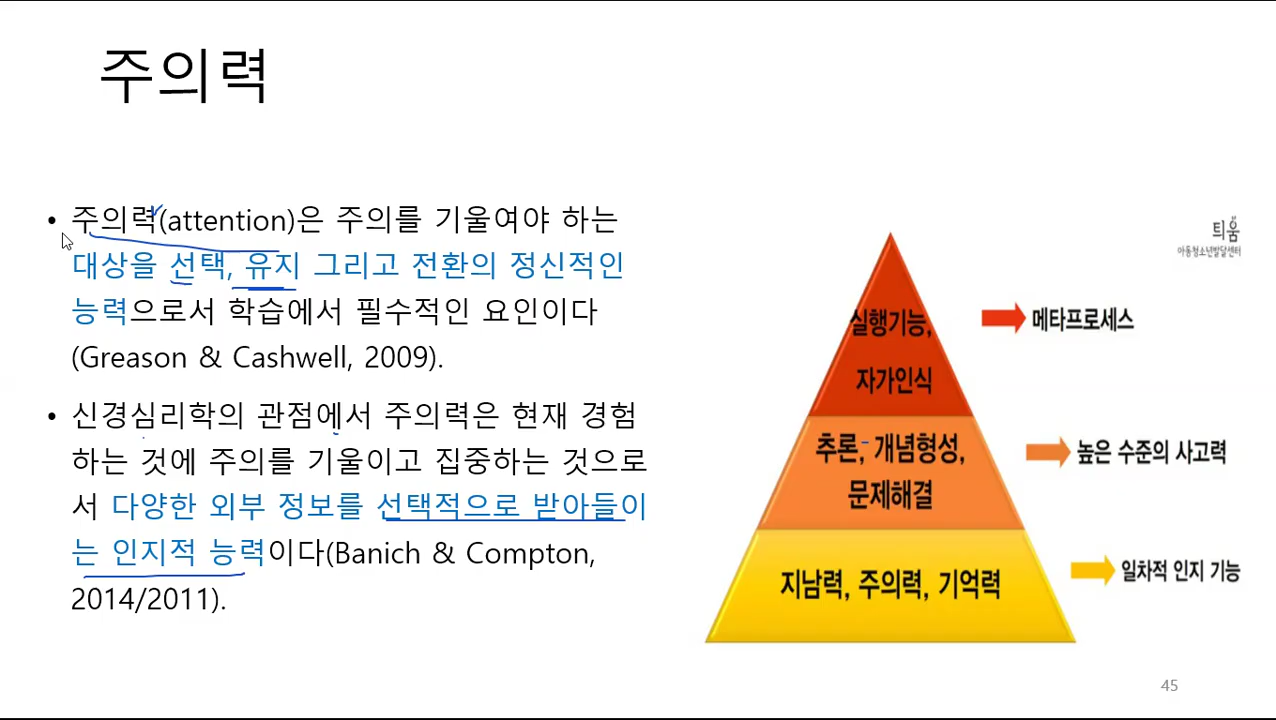 주의력
• 주의력(attention)은 주의를 기울여야 하는
대상을 선택, 유지 그리고 전환의 정신적인
능력으로서 학습에서 필수적인 요인이다
(Greason & Cashwell, 2009).
• 신경심리학의 관점에서 주의력은 현재 경험
하는 것에 주의를 기울이고 집중하는 것으로
서 다양한 외부 정보를 선택적으로 받아들이
는 인지적 능력이다(Banich & Compton,
2014/2011).
틔움
아동청소년발달센터
실행기능,
자가인식
메타프로세스
추론, 개념형성,
문제해결
높은 수준의 사고력
지남력, 주의력, 기억력
일차적 인지 기능
45